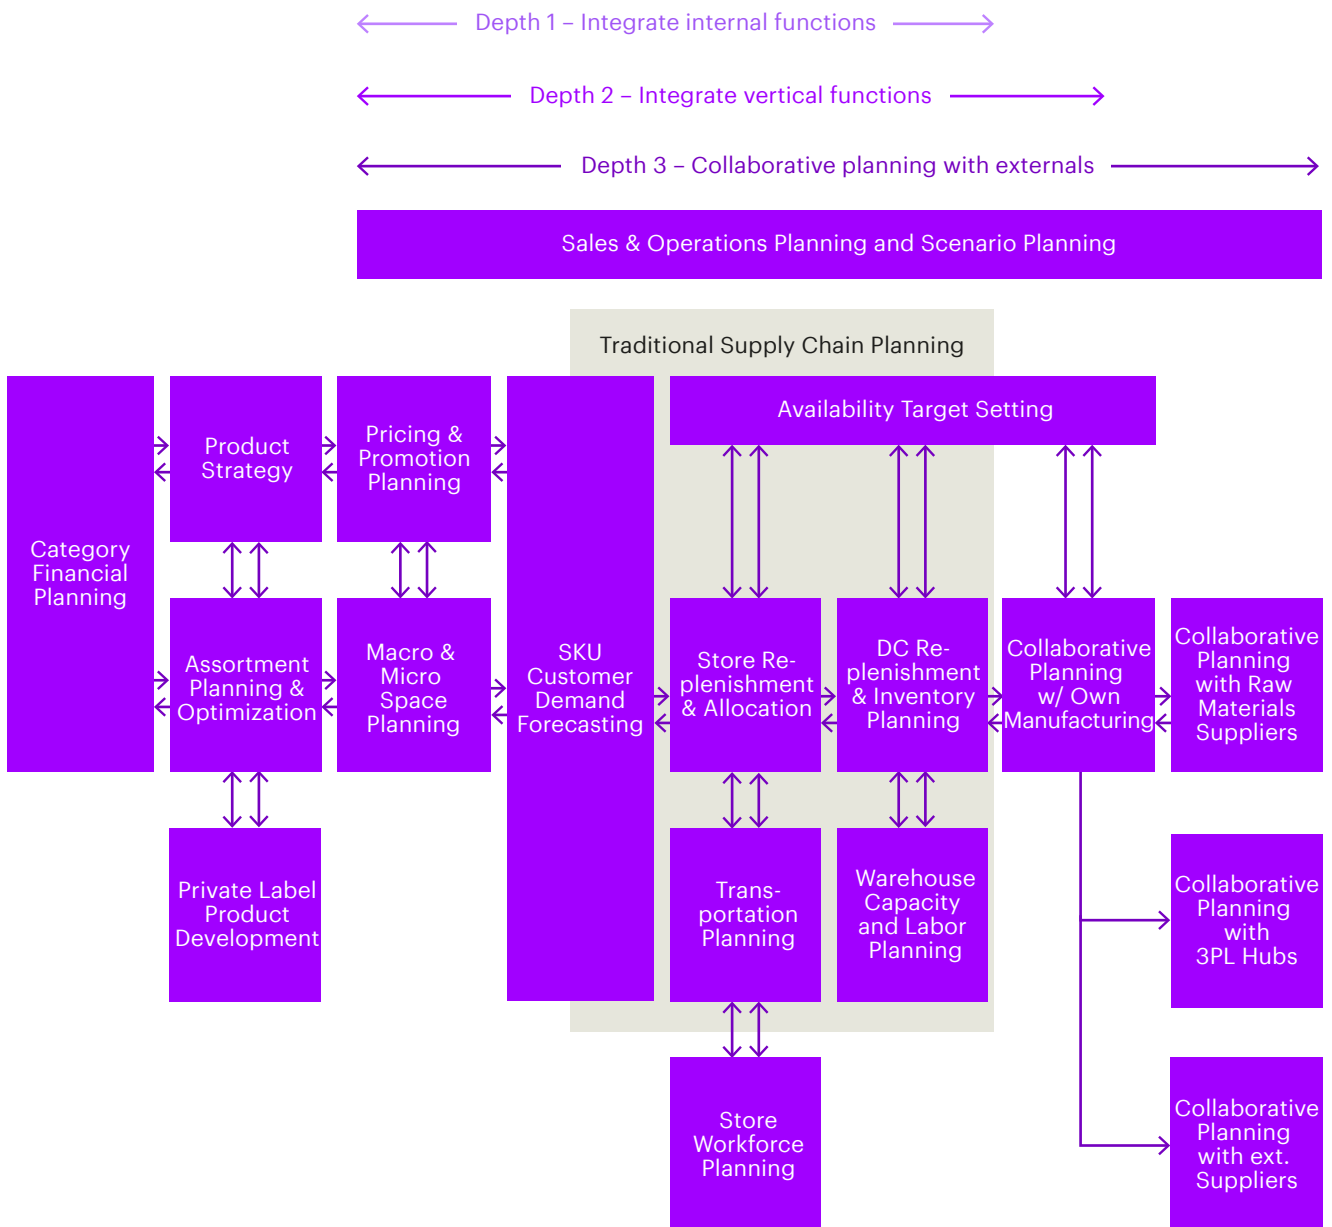 Depth 1 – Integrate internal functions
Depth 2 – Integrate vertical functions
Depth 3 – Collaborative planning with externals
Sales & Operations Planning and Scenario Planning
Traditional Supply Chain Planning
Availability Target Setting
Category
Financial
Planning
Product
Strategy
Pricing &
Promotion
Planning
Assortment
Planning &
Optimization
Macro &
Micro
Space
Planning
SKU
Customer
Demand
Forecasting
Store Re-
plenishment
& Allocation
DC Re-
plenishment
& Inventory
Planning
Collaborative
Planning
w/ Own
Manufacturing
Collaborative
Planning
with Raw
Materials
Suppliers
Private Label
Product
Development
Trans-
portation
Planning
Warehouse
Capacity
and Labor
Planning
Collaborative
Planning
with
3PL Hubs
Store
Workforce
Planning
Collaborative
Planning
with ext.
Suppliers